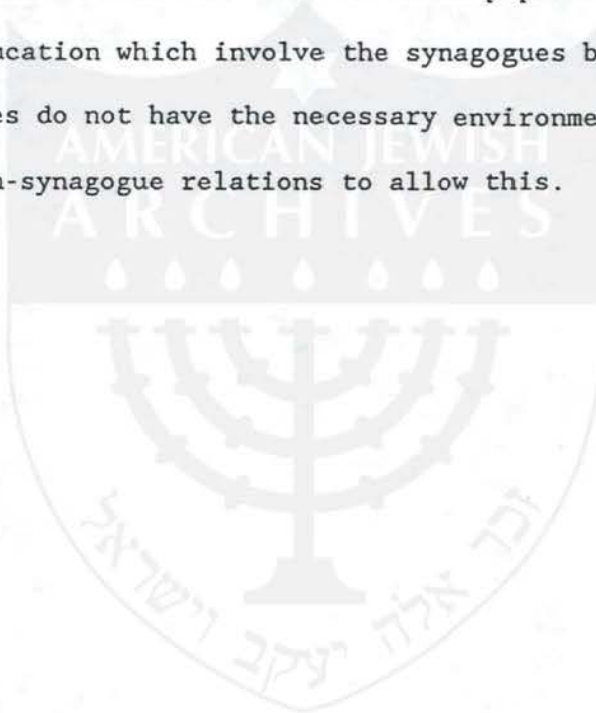 ucation which involve the synagogues b
es do not have the necessary environme
-synagogue relations to allow this.
AMERICAN JEWISH
ARCHIVES
זכר אלה יעקב וישראל